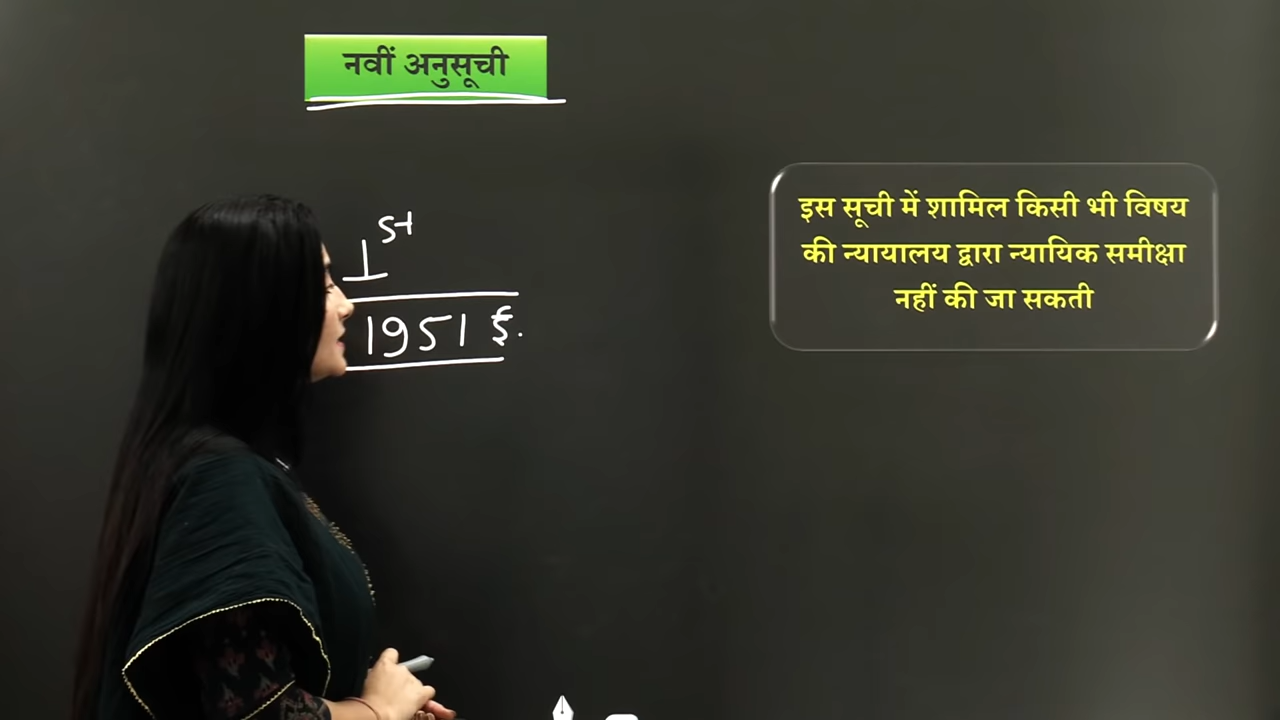 नवीं अनुसूची
1st
1951 ई.
इस सूची में शामिल किसी भी विषय
की न्यायालय द्वारा न्यायिक समीक्षा
नहीं की जा सकती